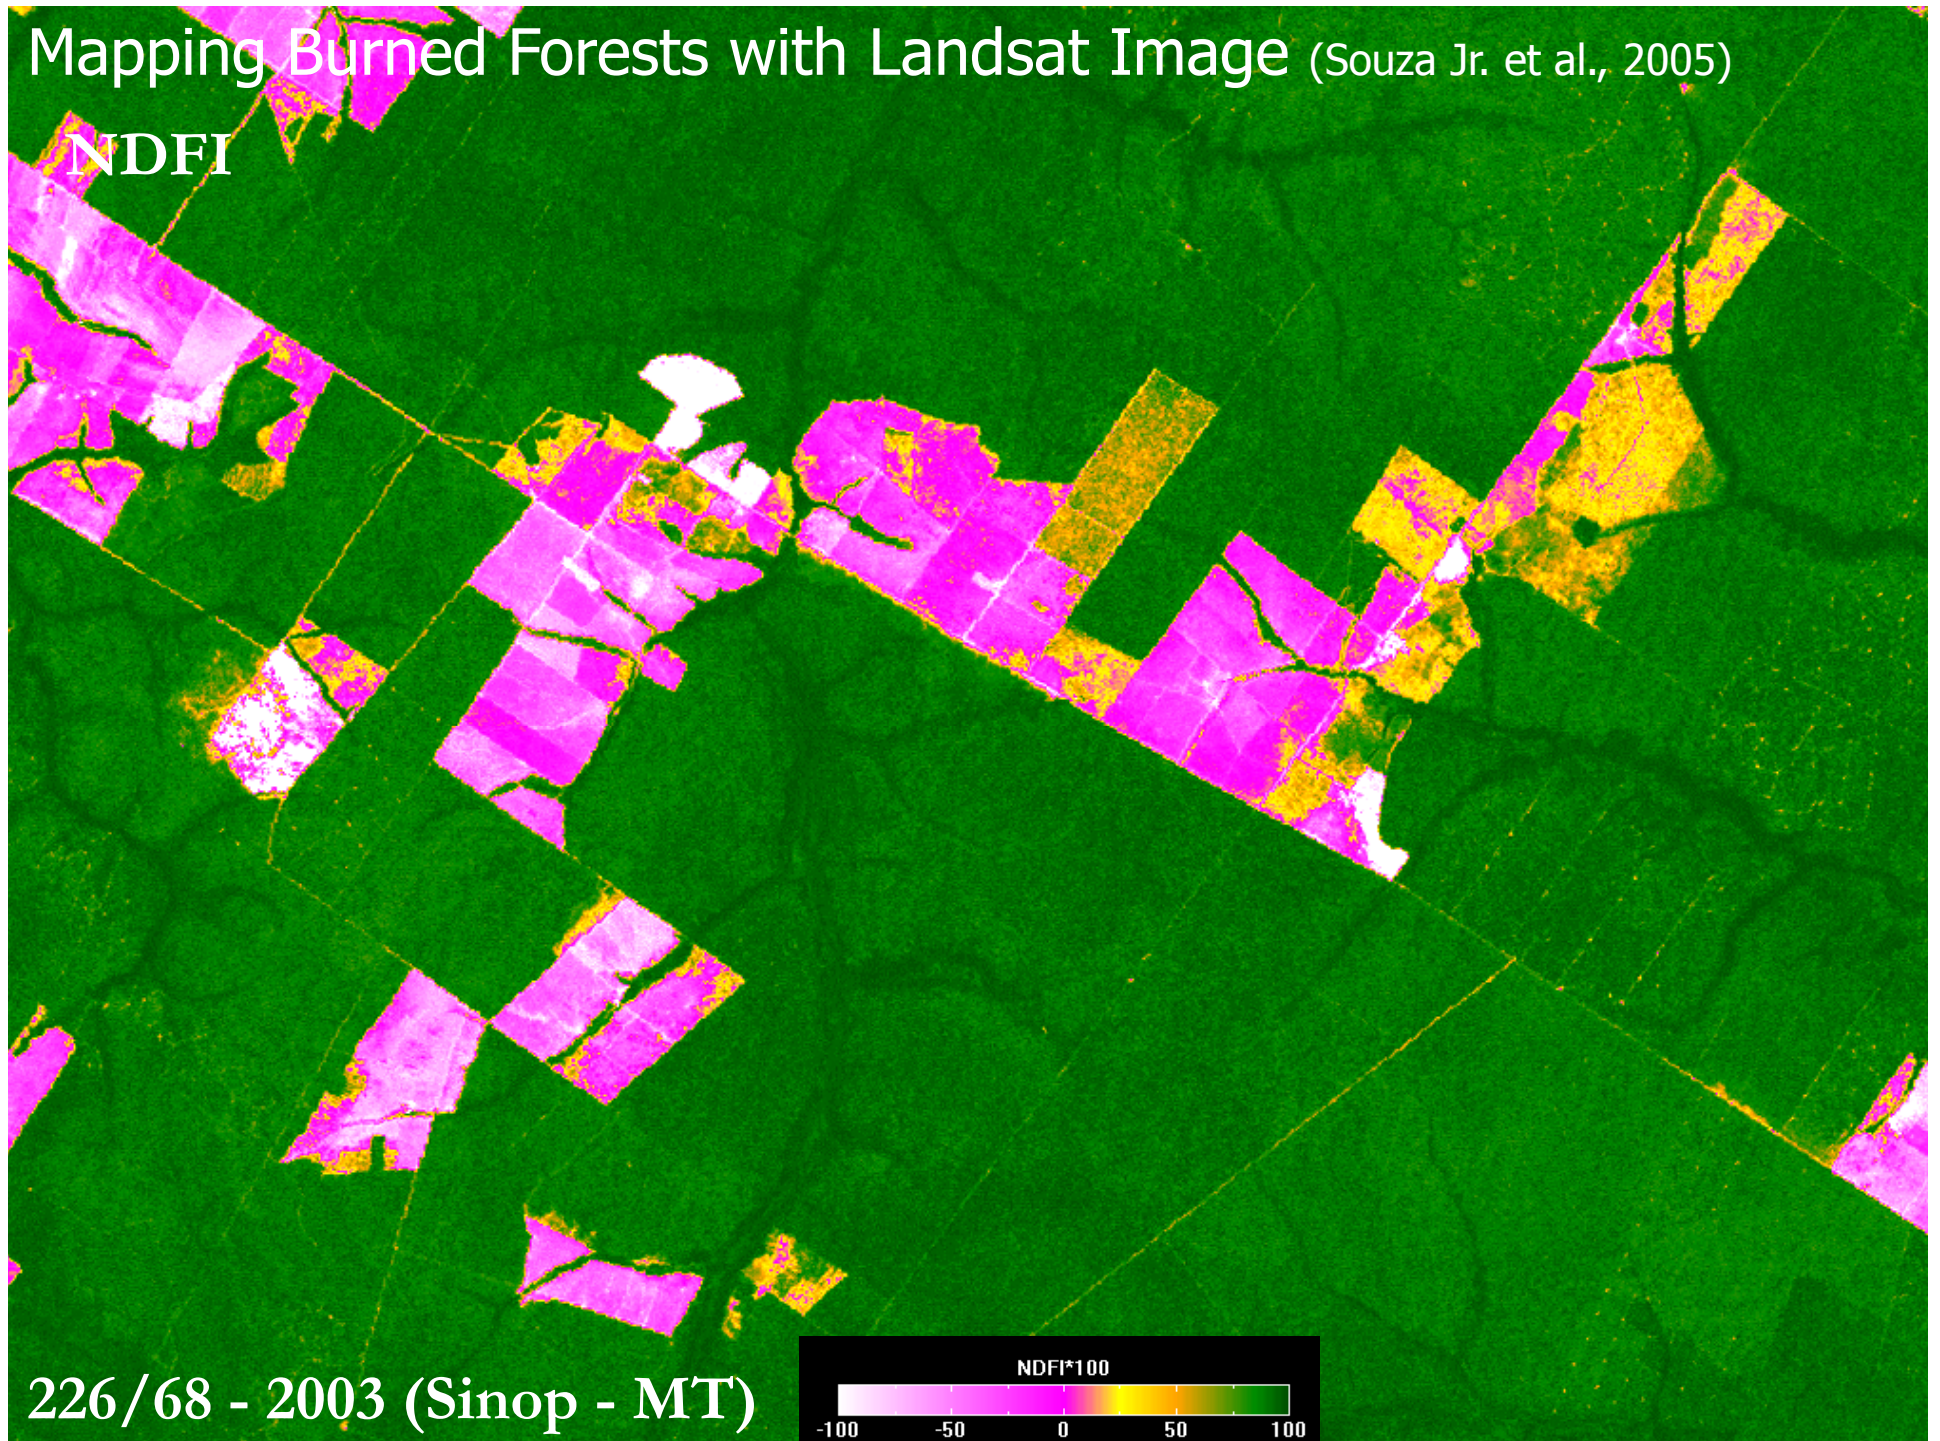 Mapping Burned Forests with Landsat Image (Souza Jr. et al., 2005)
NDFI
226/68 - 2003 (Sinop - MT)
NDFI*100
-100 -50 0 50 100